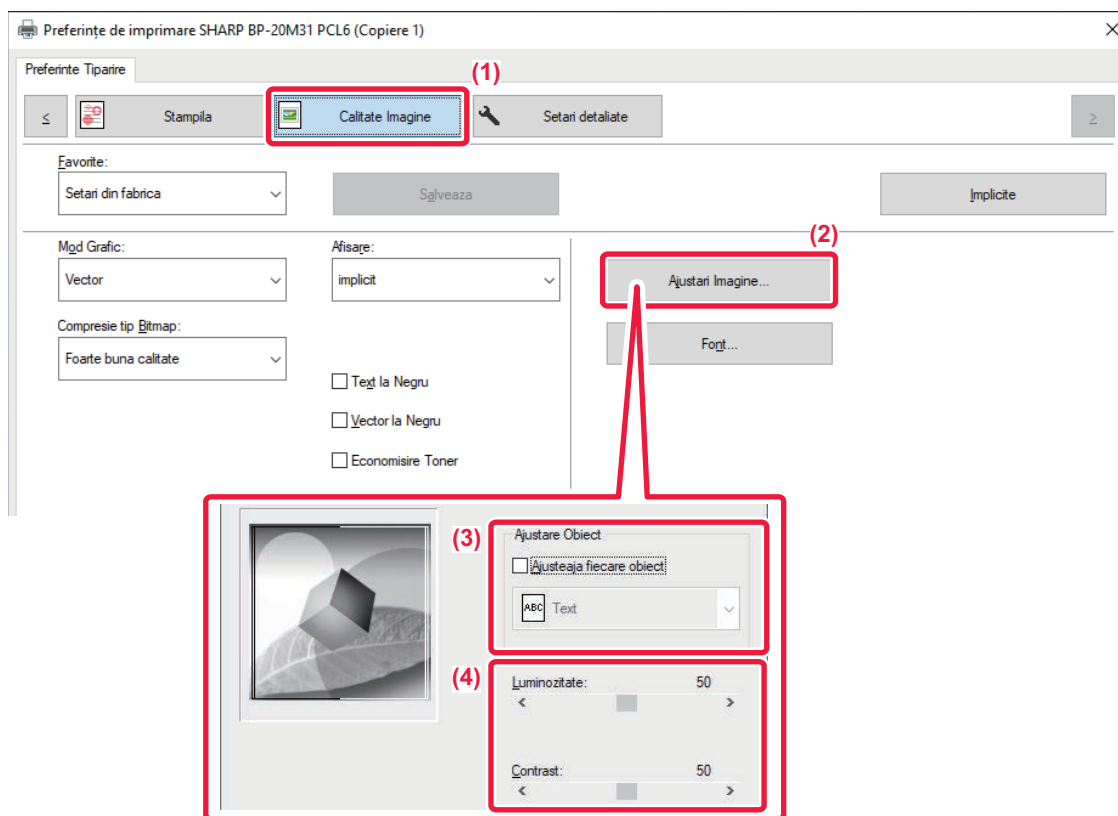 Preferințe de imprimare SHARP BP-20M31 PCL6 (Copiere 1)
Preferinte Tiparire
(1)
< Stampila Calitate Imagine Setari detaliate >
Favorite:
Setari din fabrica Salveaza Implicite
(2)
Mod Grafic: Afisare:
Vector implicit Ajustari Imagine...
Compresie tip Bitmap:
Foarte buna calitate Font...
Text la Negru
Vector la Negru
Economisire Toner
(3) Ajustare Obiect
Ajusteaja fiecare obiect
ABC Text
(4) Luminozitate: 50
< >
Contrast: 50
< >